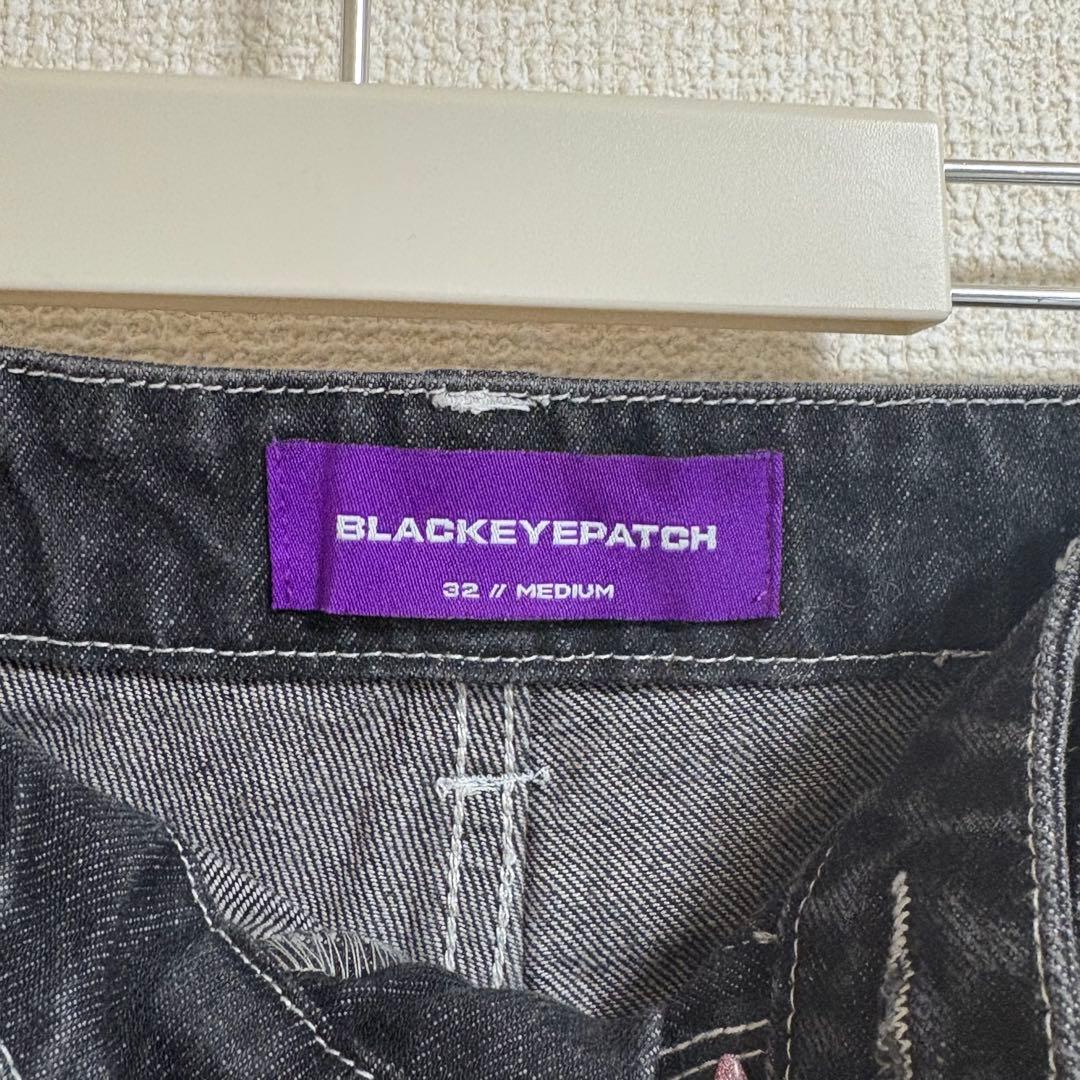 BLACKEYEPATCH
32 // MEDIUM